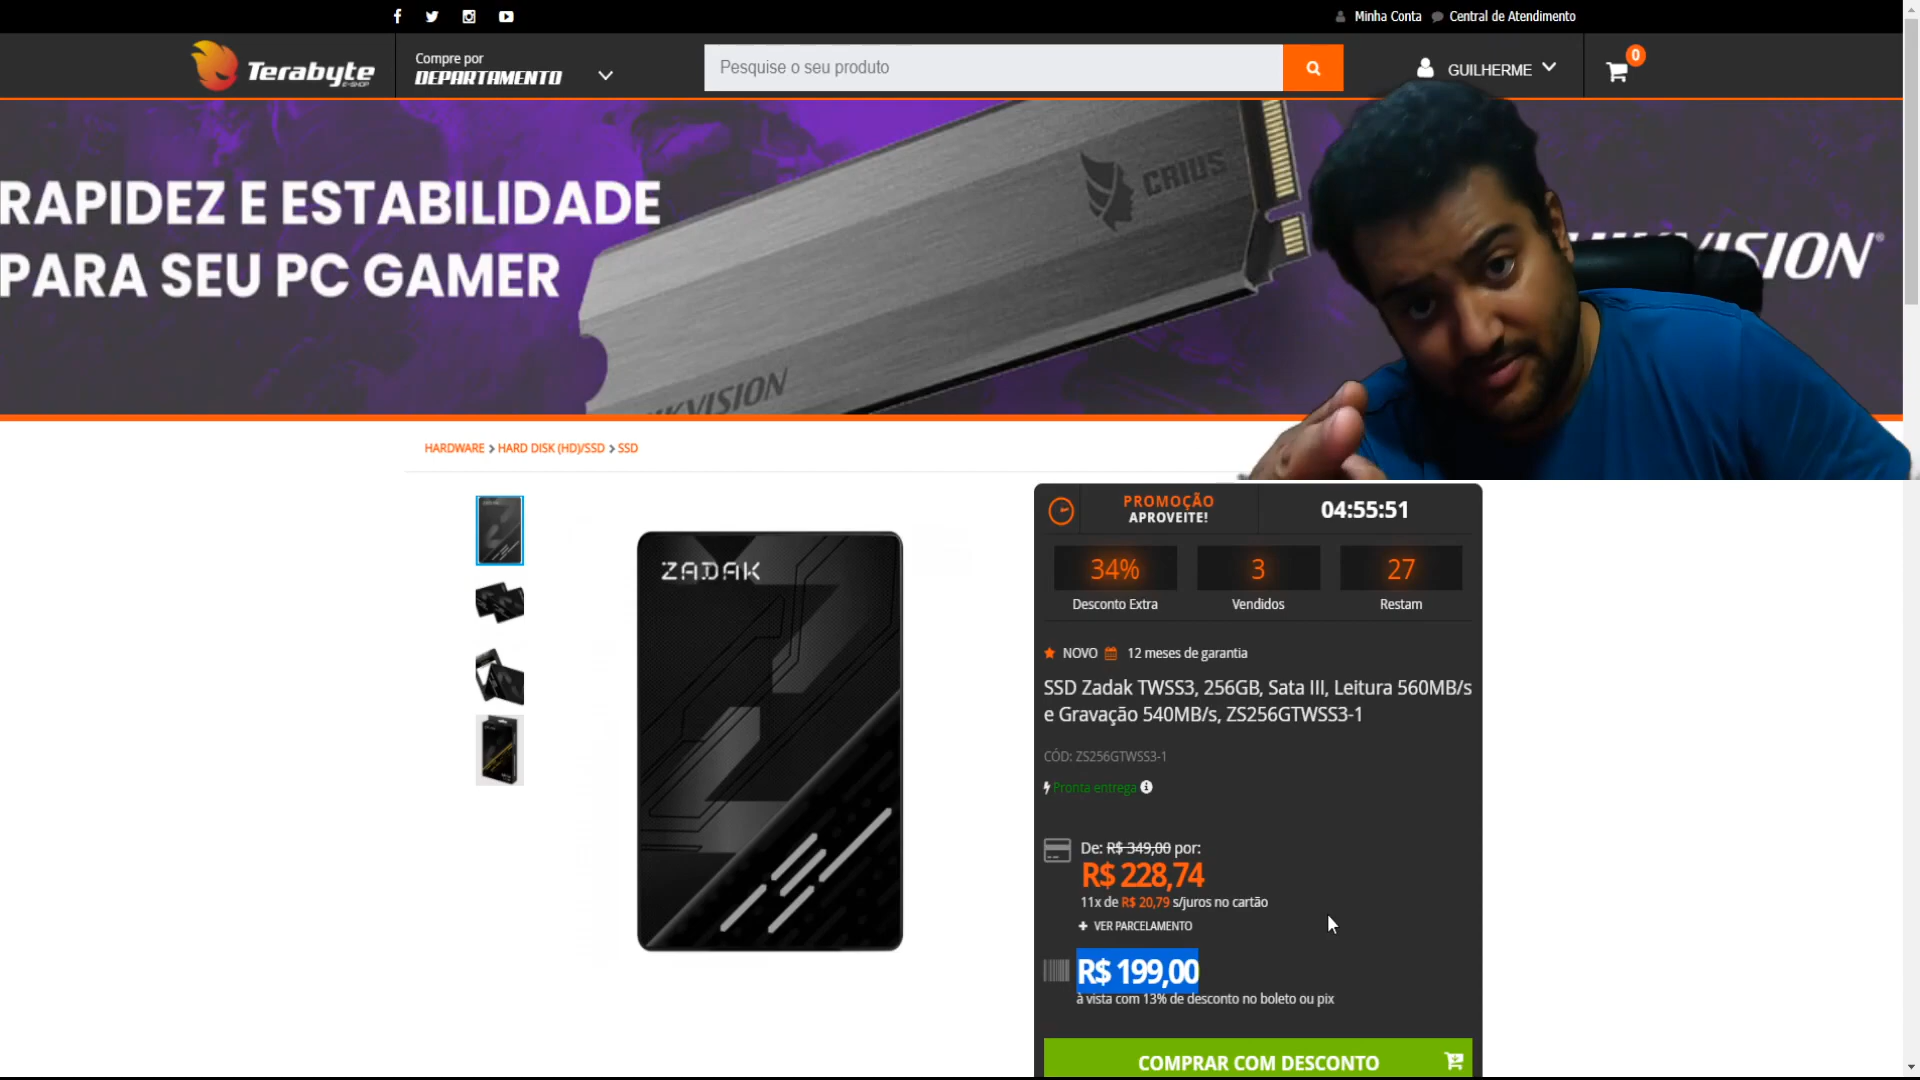 Minha Conta
Central de Atendimento
Terabyte
E-SHOP
Compre por
DEPARTAMENTO
Pesquise o seu produto
GUILHERME
0
RAPIDEZ E ESTABILIDADE
PARA SEU PC GAMER
CRIUS
HARDWARE > HARD DISK (HD)/SSD > SSD
ZADAK
PROMOÇÃO
APROVEITE!
04:55:51
34%
Desconto Extra
3
Vendidos
27
Restam
NOVO
12 meses de garantia
SSD Zadak TWSS3, 256GB, Sata III, Leitura 560MB/s
e Gravação 540MB/s, ZS256GTWSS3-1
CÓD: ZS256GTWSS3-1
Pronta entrega
De: R$ 349,00 por:
R$ 228,74
11x de R$ 20,79 s/juros no cartão
+ VER PARCELAMENTO
R$ 199,00
à vista com 13% de desconto no boleto ou pix
COMPRAR COM DESCONTO